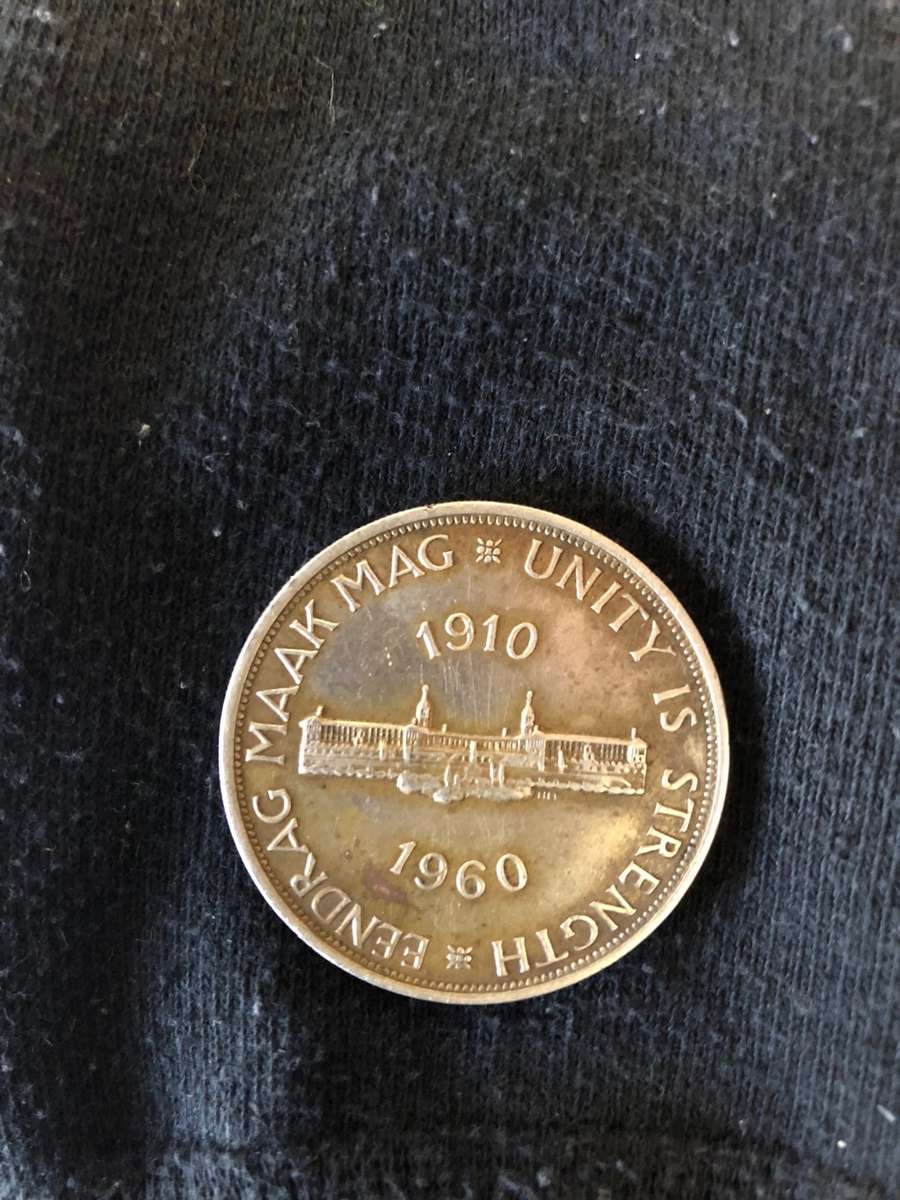 EENDRAG MAAK MAG
UNITY IS STRENGTH
1910
1960